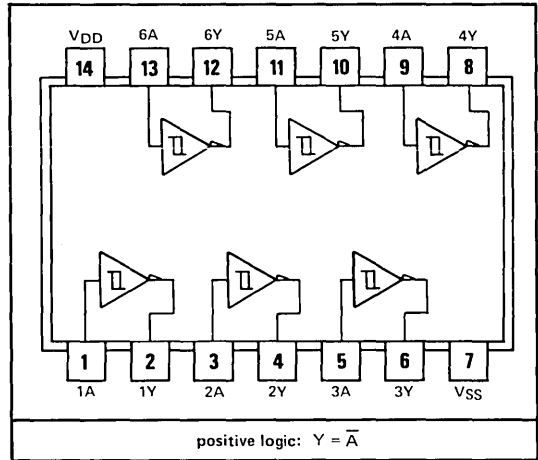 VDD 6A 6Y 5A 5Y 4A 4Y
14 13 12 11 10 9 8
1 2 3 4 5 6 7
1A 1Y 2A 2Y 3A 3Y VSS
positive logic: Y = A̅